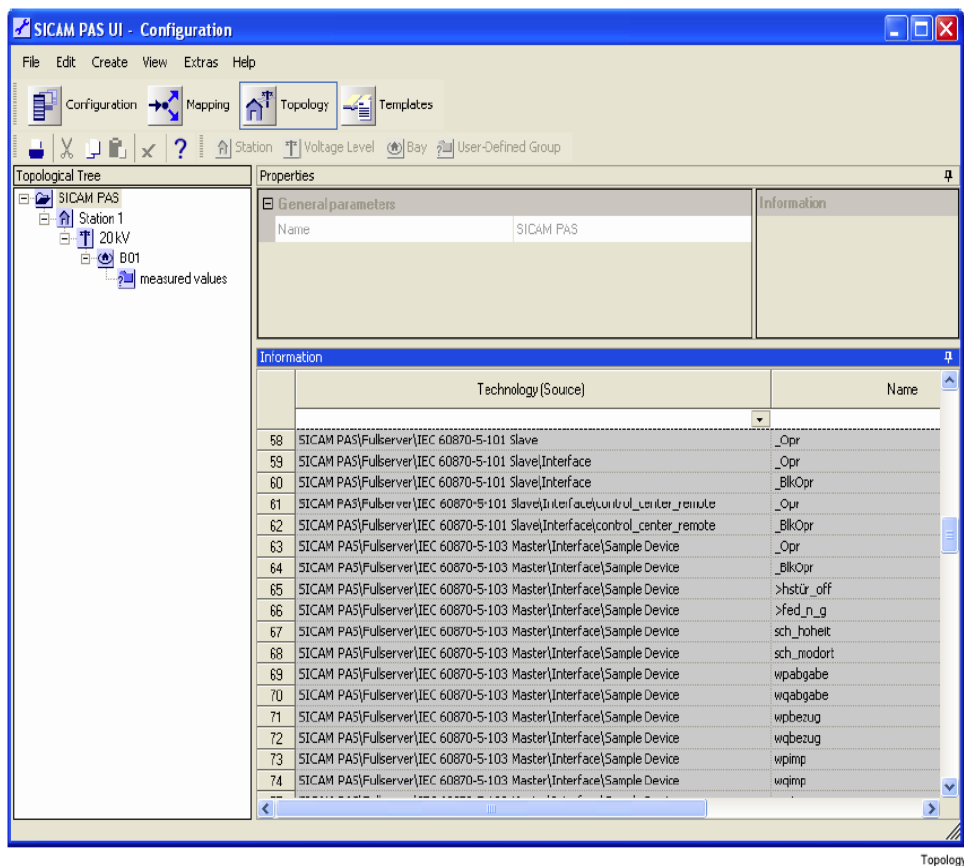 SICAM PAS UI - Configuration
File Edit Create View Extras Help
Configuration Mapping Topology Templates
? Station Voltage Level Bay User-Defined Group
Topological Tree
SICAM PAS
Station 1
20 kV
B01
measured values
Properties
General parameters
Name SICAM PAS
Information
Information
Technology (Source) Name
58 SICAM PAS\Fullserver\IEC 60870-5-101 Slave _Opr
59 SICAM PAS\Fullserver\IEC 60870-5-101 Slave\Interface _Opr
60 SICAM PAS\Fullserver\IEC 60870-5-101 Slave\Interface _BlkOpr
61 SICAM PAS\Fullserver\IEC 60870-5-101 Slave\Interface\control_center_remote _Opr
62 SICAM PAS\Fullserver\IEC 60870-5-101 Slave\Interface\control_center_remote _BlkOpr
63 SICAM PAS\Fullserver\IEC 60870-5-103 Master\Interface\Sample Device _Opr
64 SICAM PAS\Fullserver\IEC 60870-5-103 Master\Interface\Sample Device _BlkOpr
65 SICAM PAS\Fullserver\IEC 60870-5-103 Master\Interface\Sample Device >hstür_off
66 SICAM PAS\Fullserver\IEC 60870-5-103 Master\Interface\Sample Device >fed_n_g
67 SICAM PAS\Fullserver\IEC 60870-5-103 Master\Interface\Sample Device sch_hoheit
68 SICAM PAS\Fullserver\IEC 60870-5-103 Master\Interface\Sample Device sch_modort
69 SICAM PAS\Fullserver\IEC 60870-5-103 Master\Interface\Sample Device wpabgabe
70 SICAM PAS\Fullserver\IEC 60870-5-103 Master\Interface\Sample Device wqabgabe
71 SICAM PAS\Fullserver\IEC 60870-5-103 Master\Interface\Sample Device wpbezug
72 SICAM PAS\Fullserver\IEC 60870-5-103 Master\Interface\Sample Device wqbezug
73 SICAM PAS\Fullserver\IEC 60870-5-103 Master\Interface\Sample Device wpimp
74 SICAM PAS\Fullserver\IEC 60870-5-103 Master\Interface\Sample Device wqimp
Topology